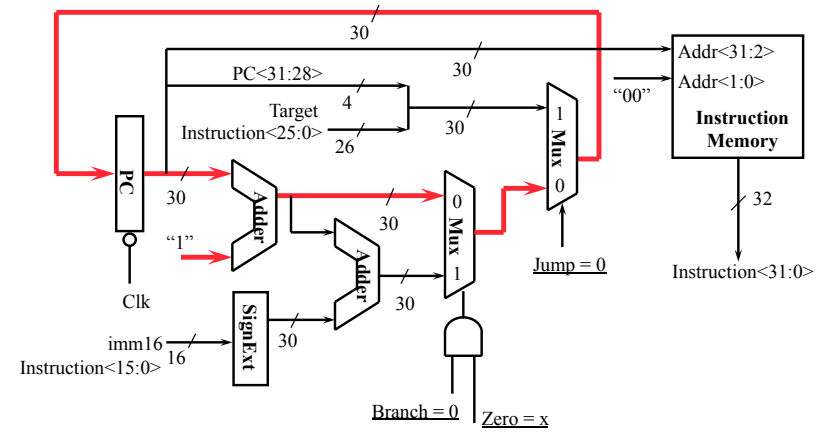 30
30
Addr<31:2>
PC<31:28>
4
Addr<1:0>
“00”
Target
Instruction<25:0>
26
30
1
Mux
0
Instruction
Memory
PC
30
Adder
“1”
30
0
Mux
1
32
Adder
30
Jump = 0
Instruction<31:0>
Clk
SignExt
30
imm16
16
Instruction<15:0>
Branch = 0
Zero = x